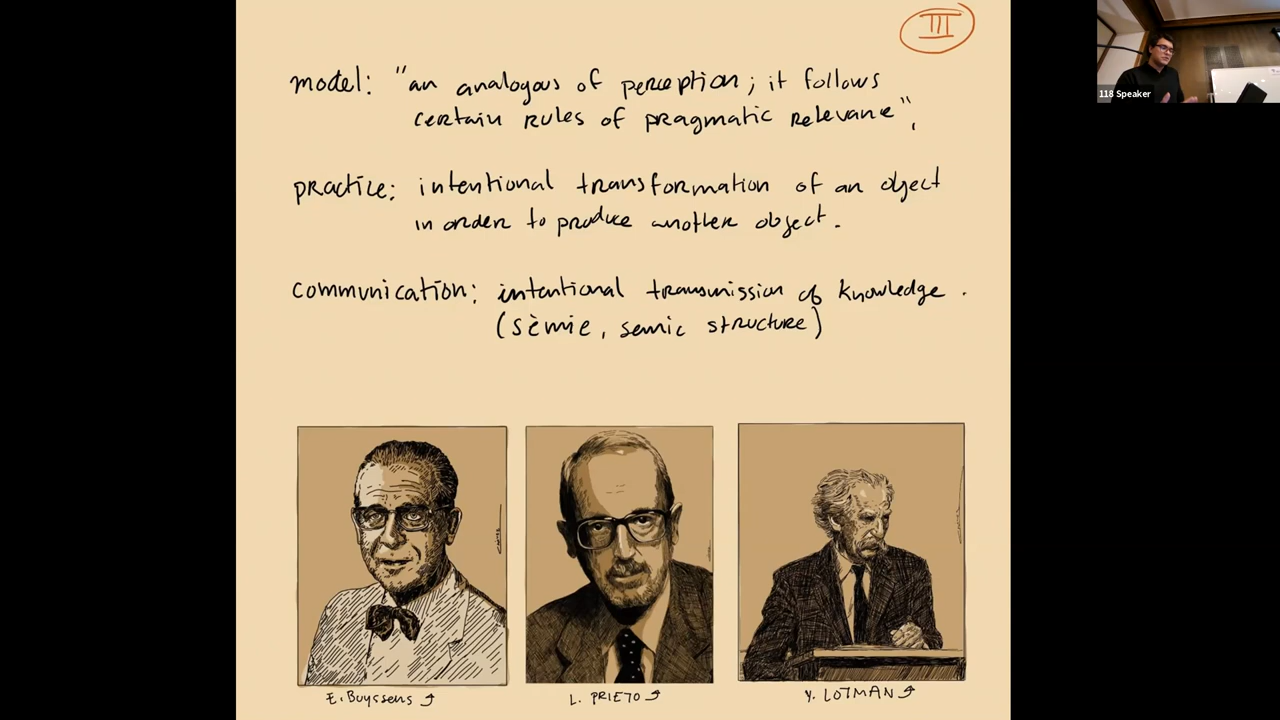 III
model: "an analogous of perception; it follows
certain rules of pragmatic relevance",
practice: intentional transformation of an object
in order to produce another object.
communication: intentional transmission of knowledge.
(sèmie, semic structure)
E. Buyssens
L. PRIETO
Y. LOTMAN
118 Speaker